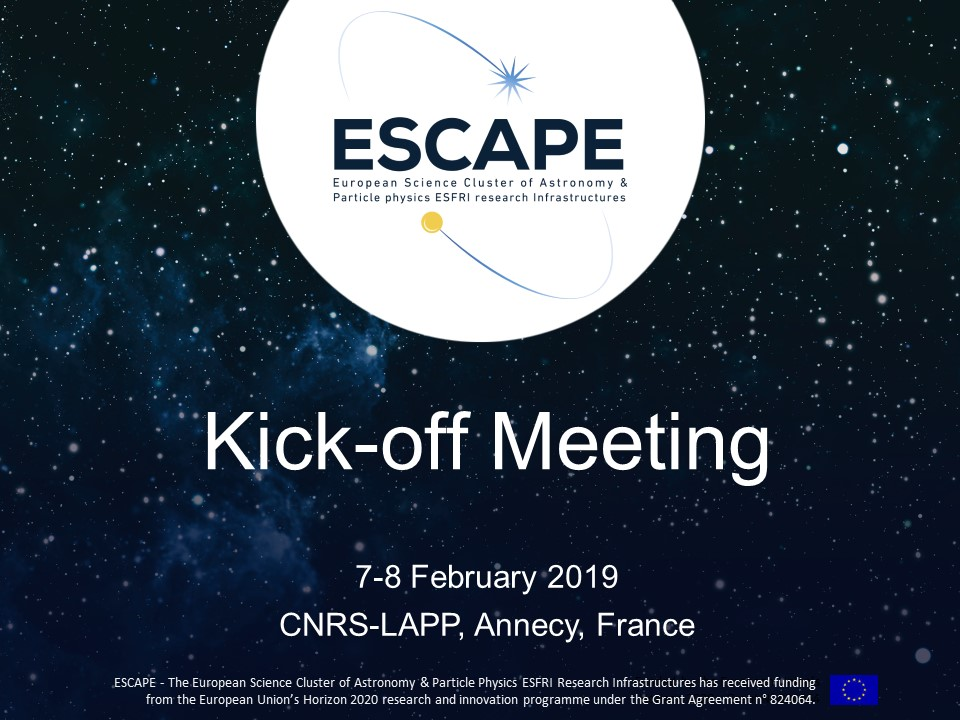 ESCAPE
European Science Cluster of Astronomy &
Particle physics ESFRI research Infrastructures
Kick-off Meeting
7-8 February 2019
CNRS-LAPP, Annecy, France
ESCAPE - The European Science Cluster of Astronomy & Particle Physics ESFRI Research Infrastructures has received funding
from the European Union’s Horizon 2020 research and innovation programme under the Grant Agreement n° 824064.